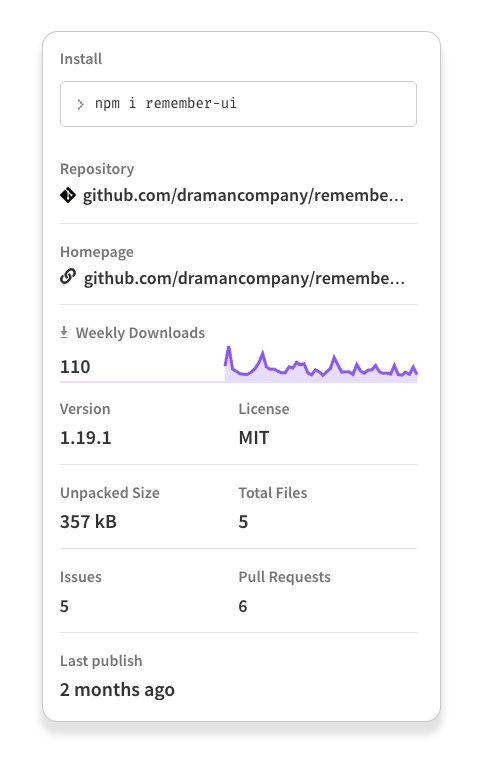 Install
> npm i remember-ui
Repository
github.com/dramancompany/remembe...
Homepage
github.com/dramancompany/remembe...
Weekly Downloads
110
Version
License
1.19.1
MIT
Unpacked Size
Total Files
357 kB
5
Issues
Pull Requests
5
6
Last publish
2 months ago